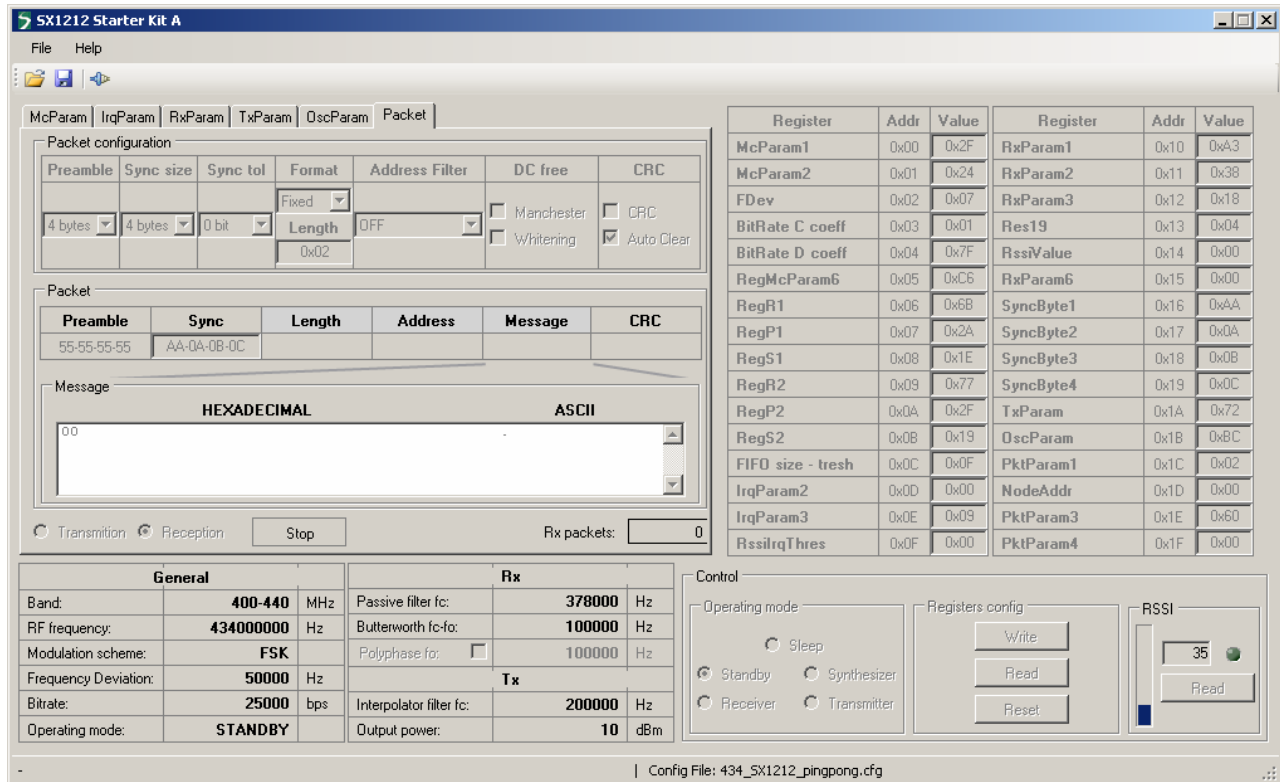 SX1212 Starter Kit A
File Help
McParam IrqParam RxParam TxParam OscParam Packet
Packet configuration
Preamble Sync size Sync tol Format Address Filter DC free CRC
4 bytes 4 bytes 0 bit Fixed OFF Manchester CRC
Length Whitening Auto Clear
0x02
Packet
Preamble Sync Length Address Message CRC
55-55-55-55 AA-0A-0B-0C
Message
HEXADECIMAL ASCII
00 -
Transmition Reception Stop Rx packets: 0
Register Addr Value Register Addr Value
McParam1 0x00 0x2F RxParam1 0x10 0xA3
McParam2 0x01 0x24 RxParam2 0x11 0x38
FDev 0x02 0x07 RxParam3 0x12 0x18
BitRate C coeff 0x03 0x01 Res19 0x13 0x04
BitRate D coeff 0x04 0x7F RssiValue 0x14 0x00
RegMcParam6 0x05 0xC6 RxParam6 0x15 0x00
RegR1 0x06 0x6B SyncByte1 0x16 0xAA
RegP1 0x07 0x2A SyncByte2 0x17 0x0A
RegS1 0x08 0x1E SyncByte3 0x18 0x0B
RegR2 0x09 0x77 SyncByte4 0x19 0x0C
RegP2 0x0A 0x2F TxParam 0x1A 0x72
RegS2 0x0B 0x19 OscParam 0x1B 0xBC
FIFO size - tresh 0x0C 0x0F PktParam1 0x1C 0x02
IrqParam2 0x0D 0x00 NodeAddr 0x1D 0x00
IrqParam3 0x0E 0x09 PktParam3 0x1E 0x60
RssiIrqThres 0x0F 0x00 PktParam4 0x1F 0x00
General
Band: 400-440 MHz
RF frequency: 434000000 Hz
Modulation scheme: FSK
Frequency Deviation: 50000 Hz
Bitrate: 25000 bps
Operating mode: STANDBY
Rx
Passive filter fc: 378000 Hz
Butterworth fc-fo: 100000 Hz
Polyphase fo: 100000 Hz
Tx
Interpolator filter fc: 200000 Hz
Output power: 10 dBm
Control
Operating mode
Sleep
Standby Synthesizer
Receiver Transmitter
Registers config
Write
Read
Reset
RSSI
35
Read
- | Config File: 434_SX1212_pingpong.cfg